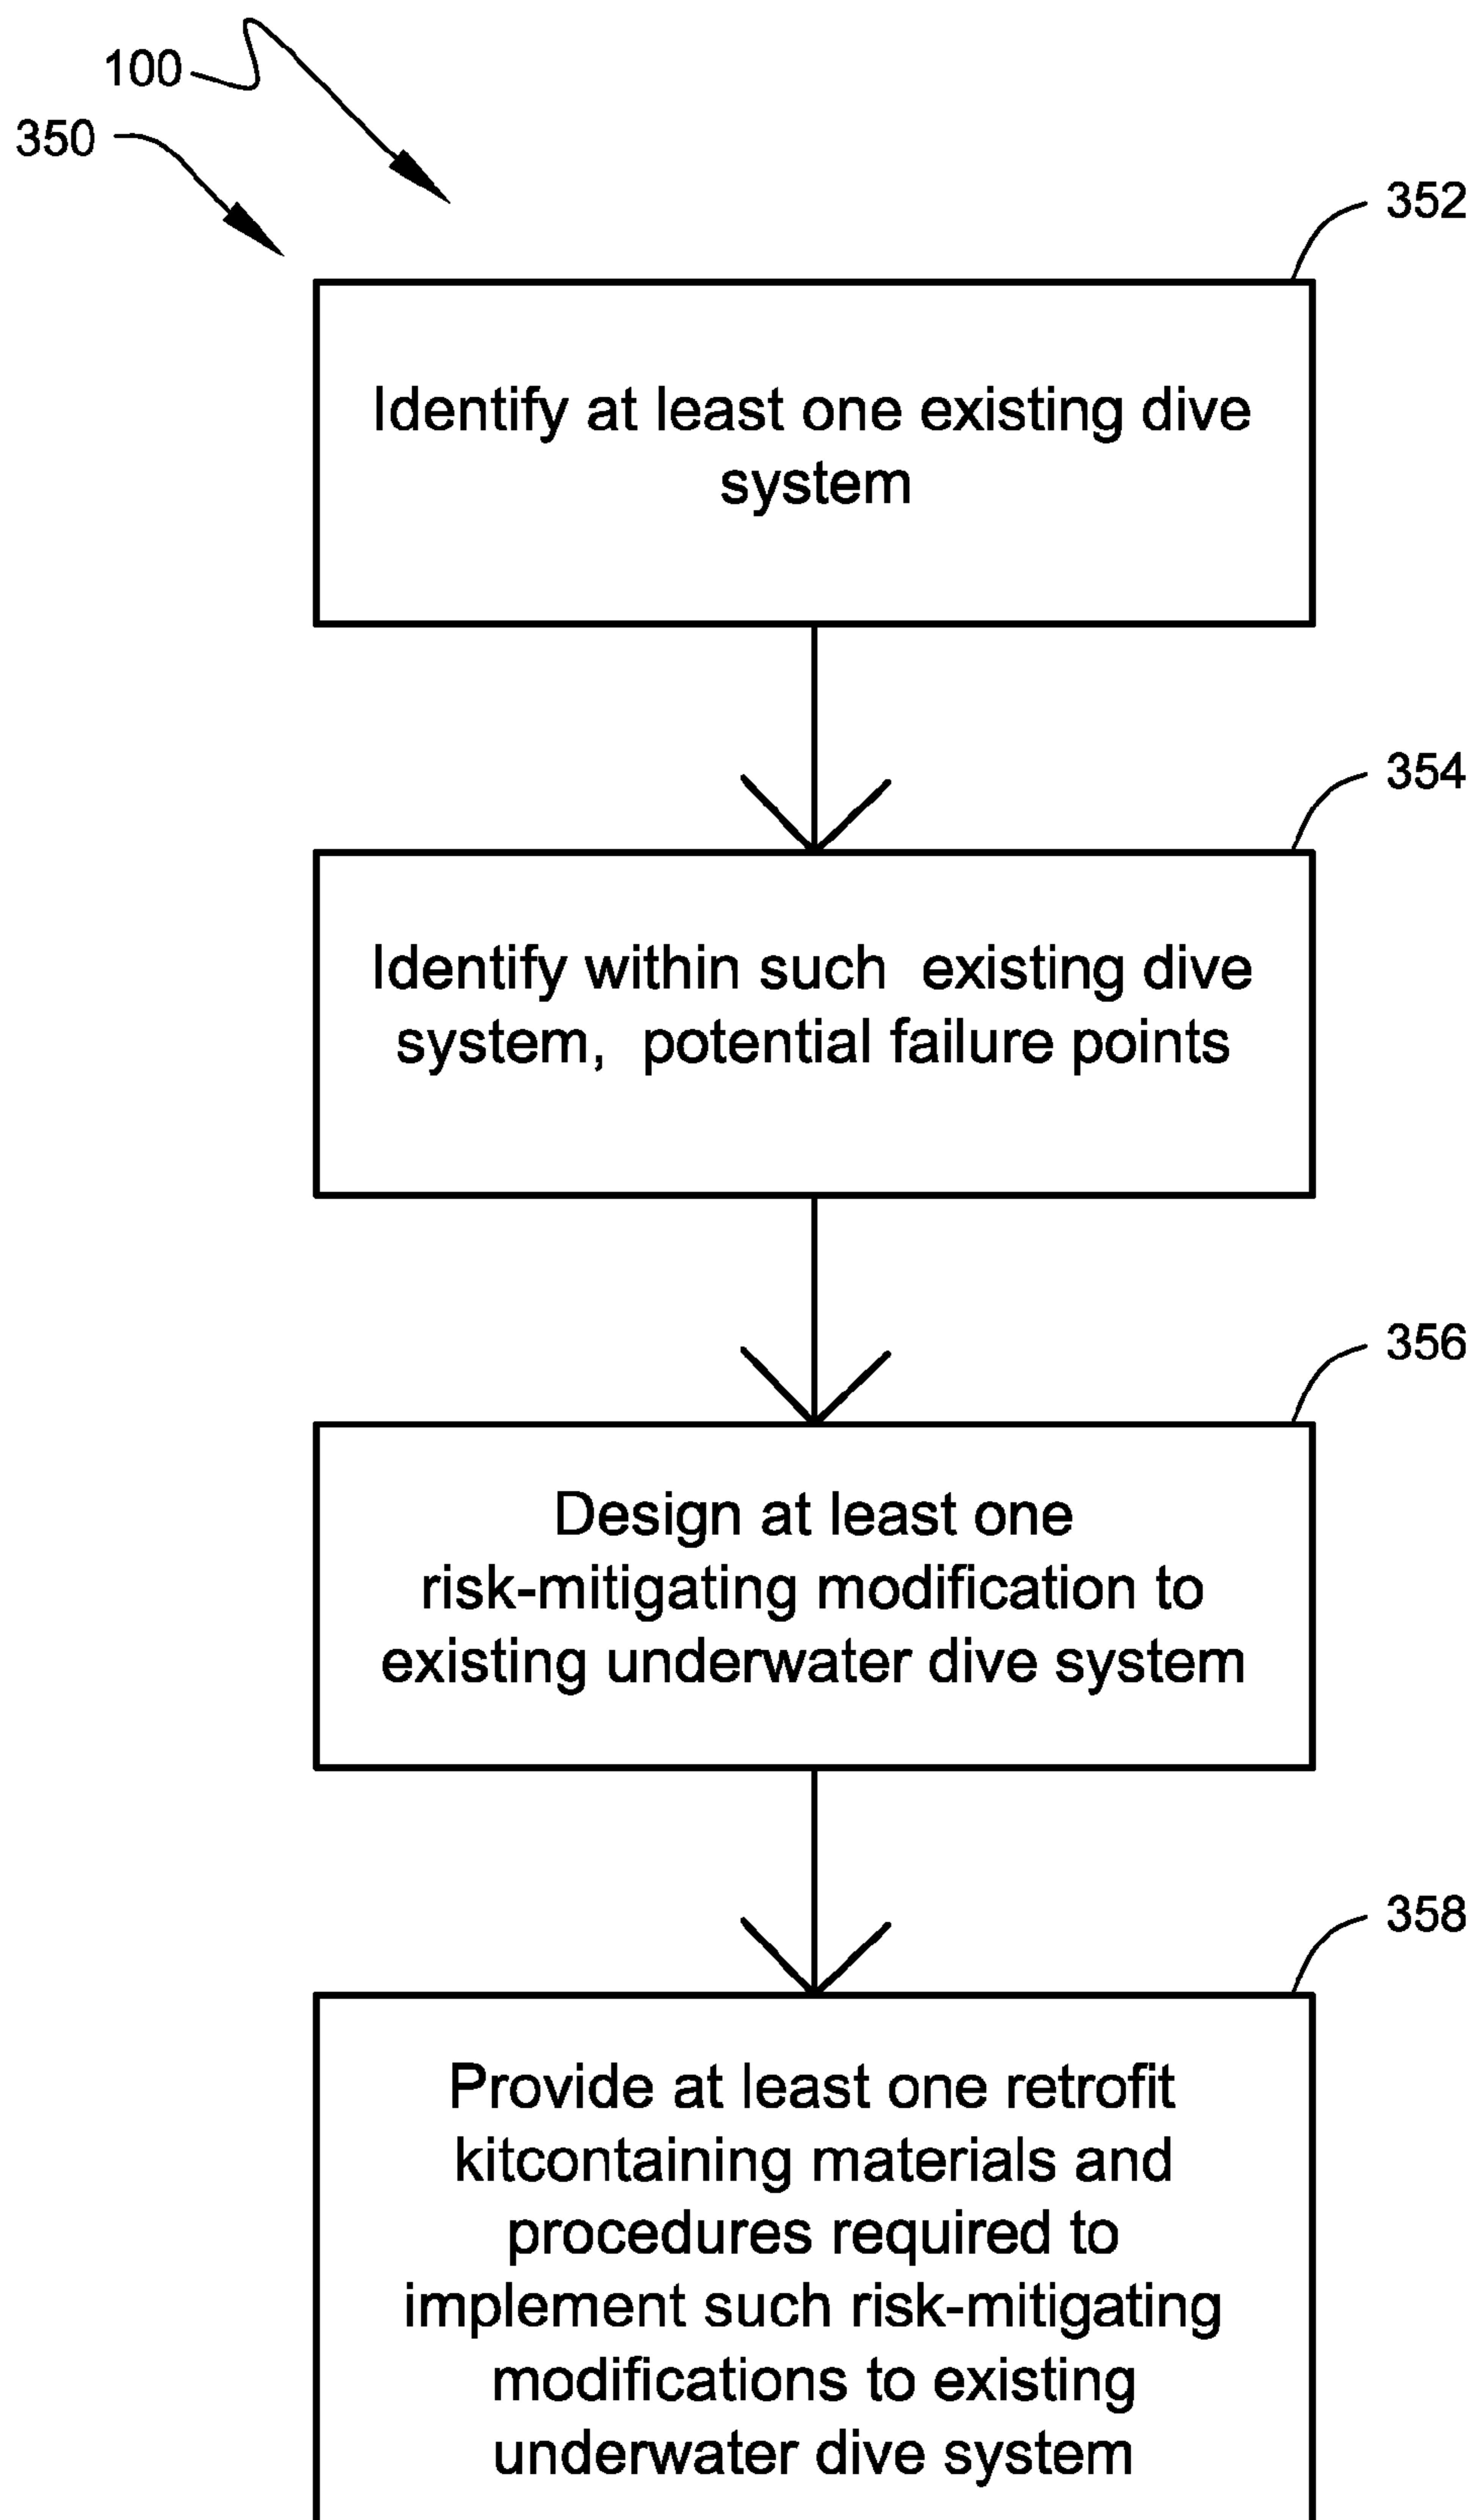 100
350
352
Identify at least one existing dive
system
354
Identify within such existing dive
system, potential failure points
356
Design at least one
risk-mitigating modification to
existing underwater dive system
358
Provide at least one retrofit
kitcontaining materials and
procedures required to
implement such risk-mitigating
modifications to existing
underwater dive system